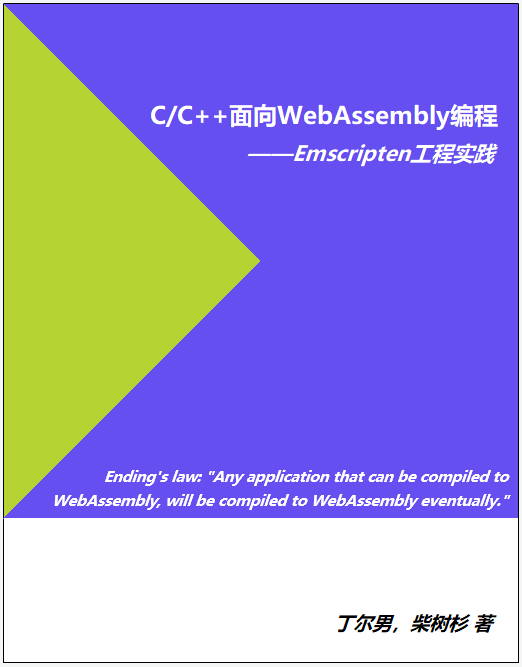 C/C++面向WebAssembly编程
——Emscripten工程实践
Ending's law: "Any application that can be compiled to
WebAssembly, will be compiled to WebAssembly eventually."
丁尔男，柴树杉 著